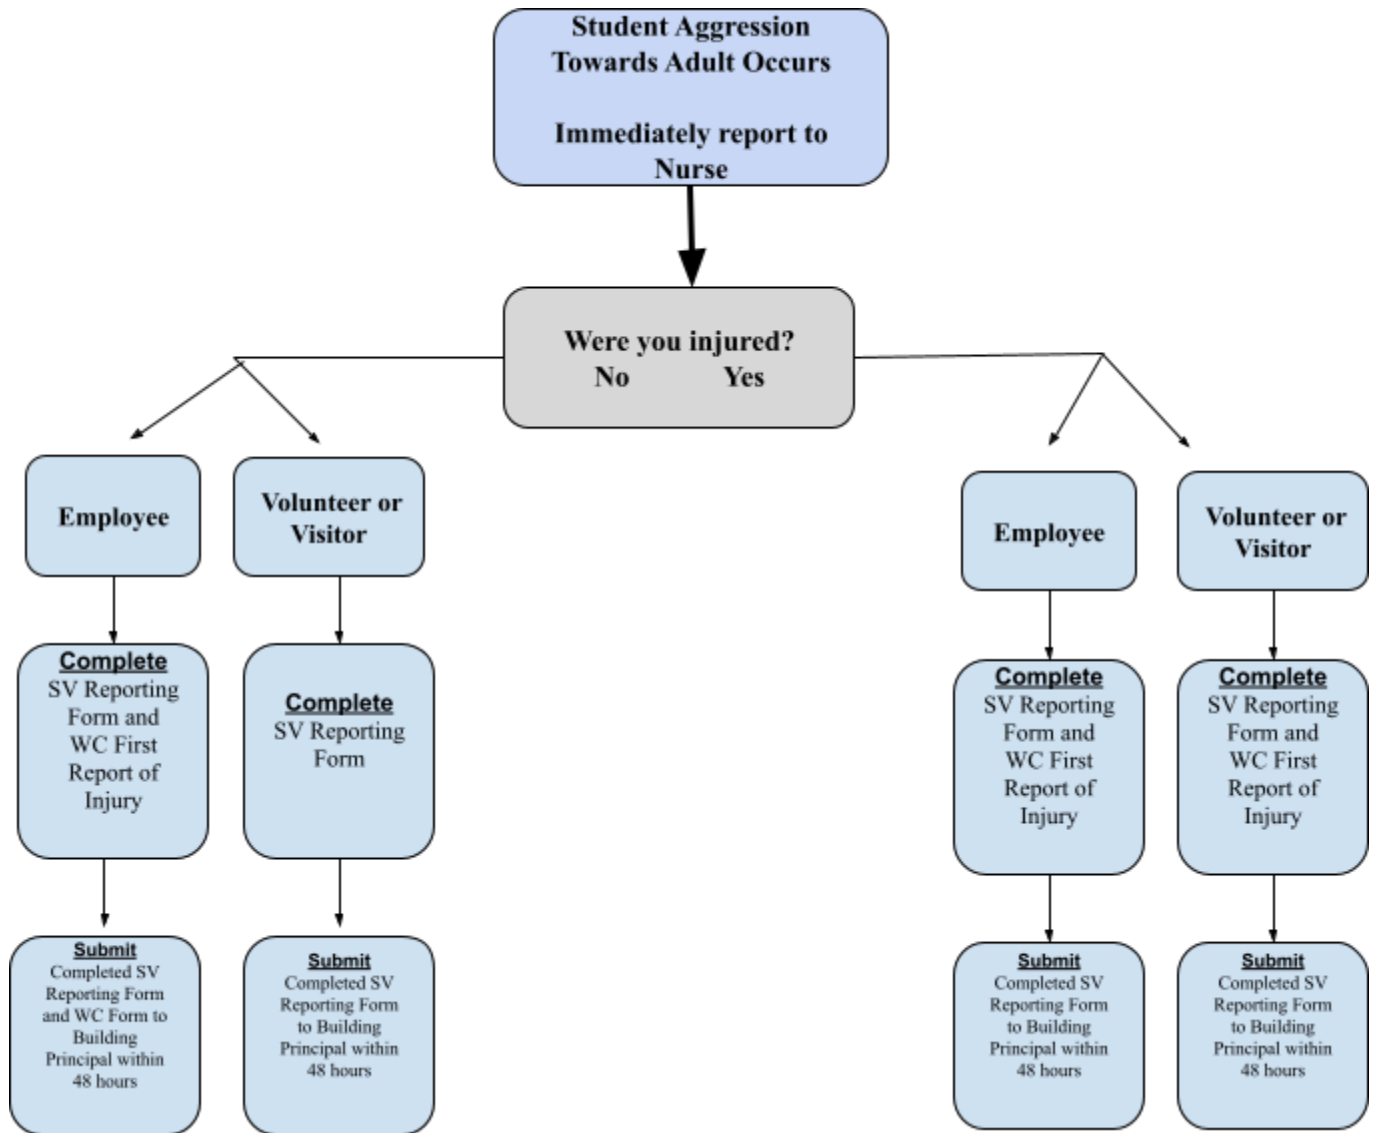 Student Aggression
Towards Adult Occurs
Immediately report to
Nurse
Were you injured?
No Yes
Employee
Volunteer or
Visitor
Employee
Volunteer or
Visitor
Complete
SV Reporting
Form and
WC First
Report of
Injury
Complete
SV Reporting
Form
Complete
SV Reporting
Form and
WC First
Report of
Injury
Complete
SV Reporting
Form and
WC First
Report of
Injury
Submit
Completed SV
Reporting Form
and WC Form to
Building
Principal within
48 hours
Submit
Completed SV
Reporting Form
to Building
Principal within
48 hours
Submit
Completed SV
Reporting Form
to Building
Principal within
48 hours
Submit
Completed SV
Reporting Form
to Building
Principal within
48 hours